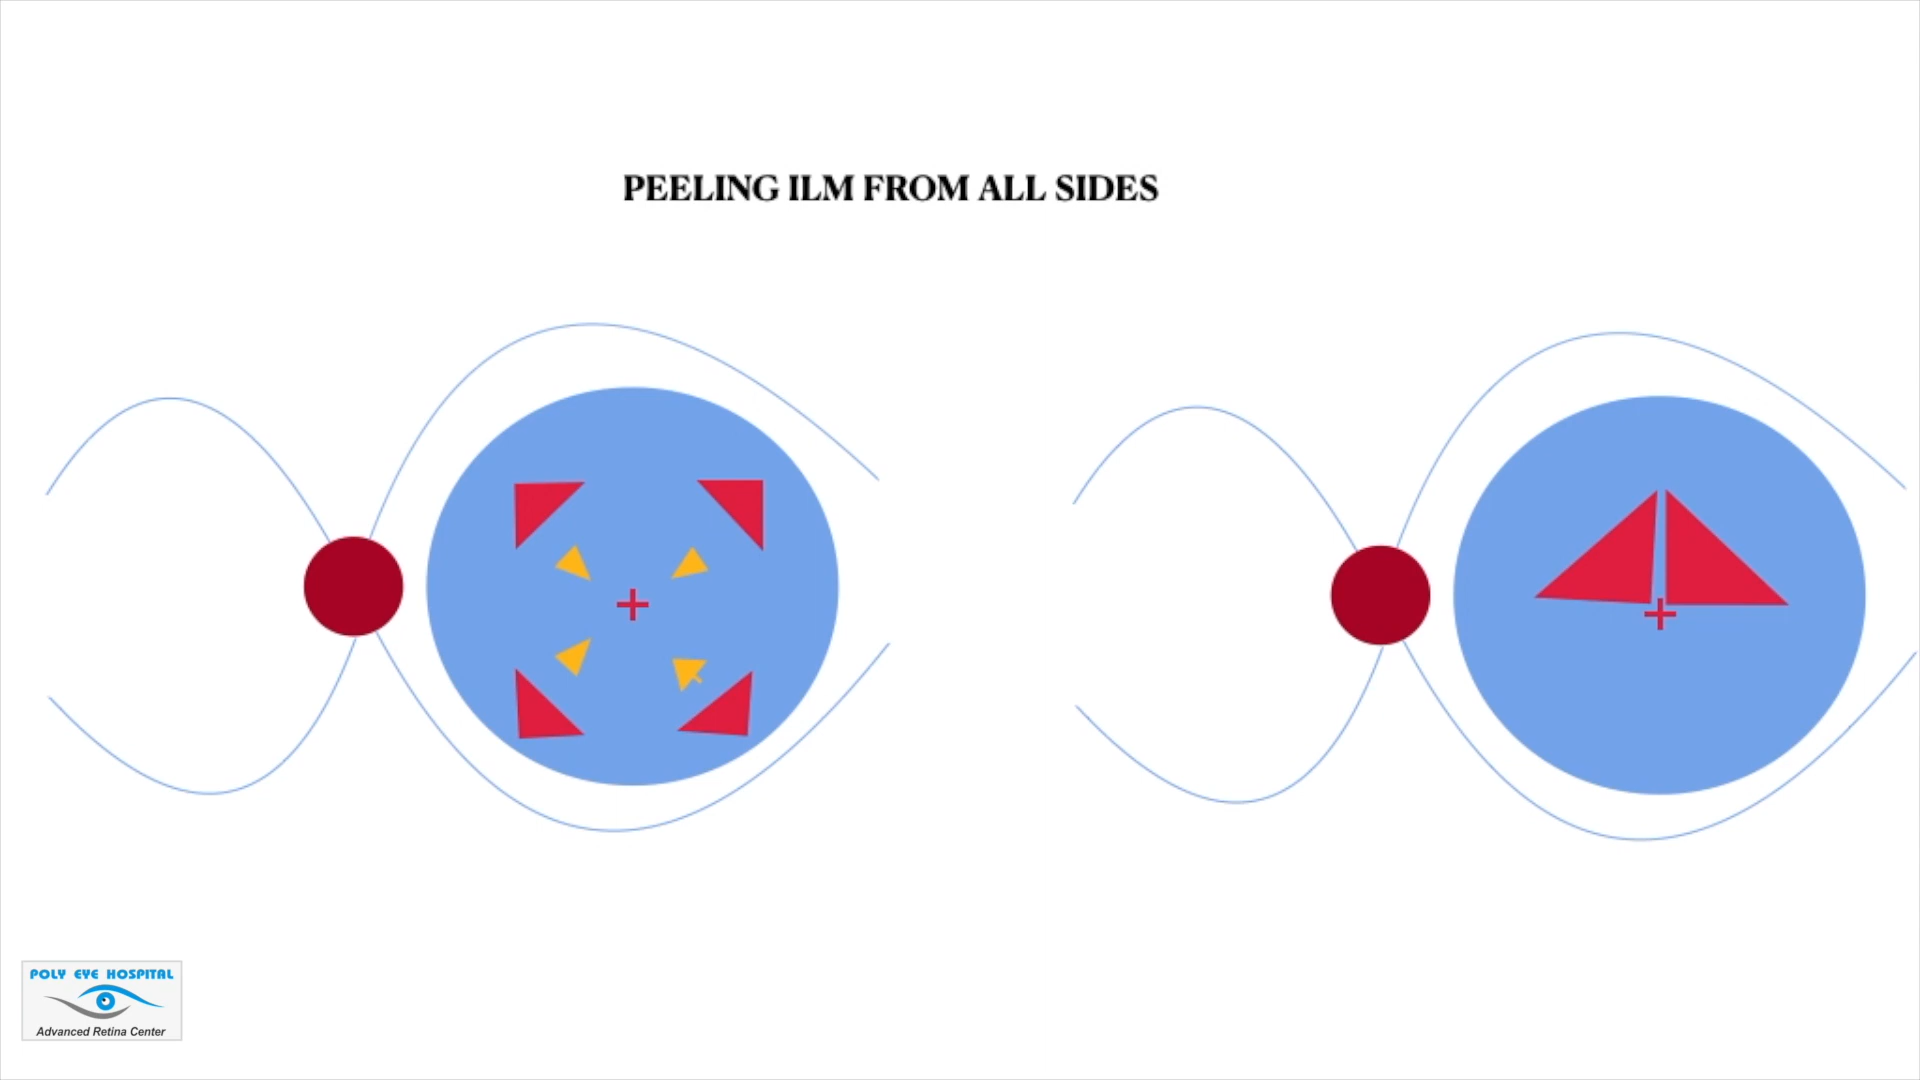 PEELING ILM FROM ALL SIDES
POLY EYE HOSPITAL
Advanced Retina Center